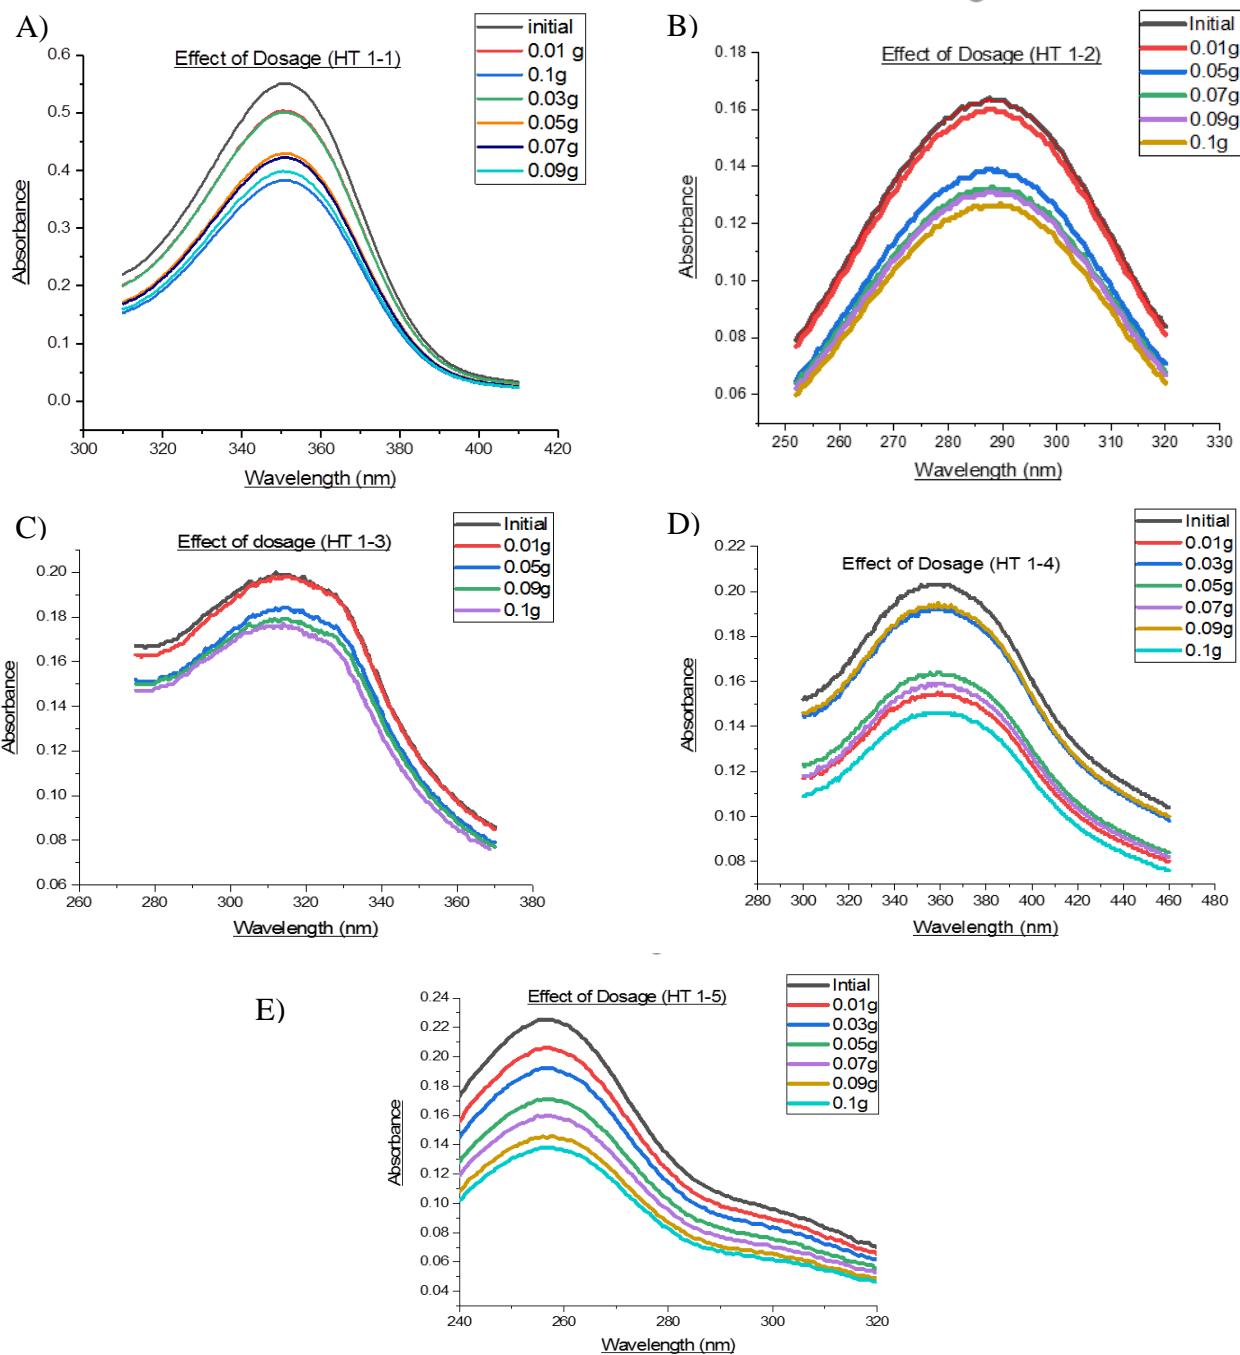 A)
Effect of Dosage (HT 1-1)
initial
0.01 g
0.1g
0.03g
0.05g
0.07g
0.09g
0.6
0.5
0.4
0.3
0.2
0.1
0.0
Absorbance
300 320 340 360 380 400 420
Wavelength (nm)
B)
Effect of Dosage (HT 1-2)
Initial
0.01g
0.05g
0.07g
0.09g
0.1g
0.18
0.16
0.14
0.12
0.10
0.08
0.06
Absorbance
250 260 270 280 290 300 310 320 330
Wavelength (nm)
C)
Effect of dosage (HT 1-3)
Initial
0.01g
0.05g
0.09g
0.1g
0.20
0.18
0.16
0.14
0.12
0.10
0.08
0.06
Absorbance
260 280 300 320 340 360 380
Wavelength (nm)
D)
Effect of Dosage (HT 1-4)
Initial
0.01g
0.03g
0.05g
0.07g
0.09g
0.1g
0.22
0.20
0.18
0.16
0.14
0.12
0.10
0.08
Absorbance
280 300 320 340 360 380 400 420 440 460 480
Wavelength (nm)
E)
Effect of Dosage (HT 1-5)
Intial
0.01g
0.03g
0.05g
0.07g
0.09g
0.1g
0.24
0.22
0.20
0.18
0.16
0.14
0.12
0.10
0.08
0.06
0.04
Absorbance
240 260 280 300 320
Wavelength (nm)